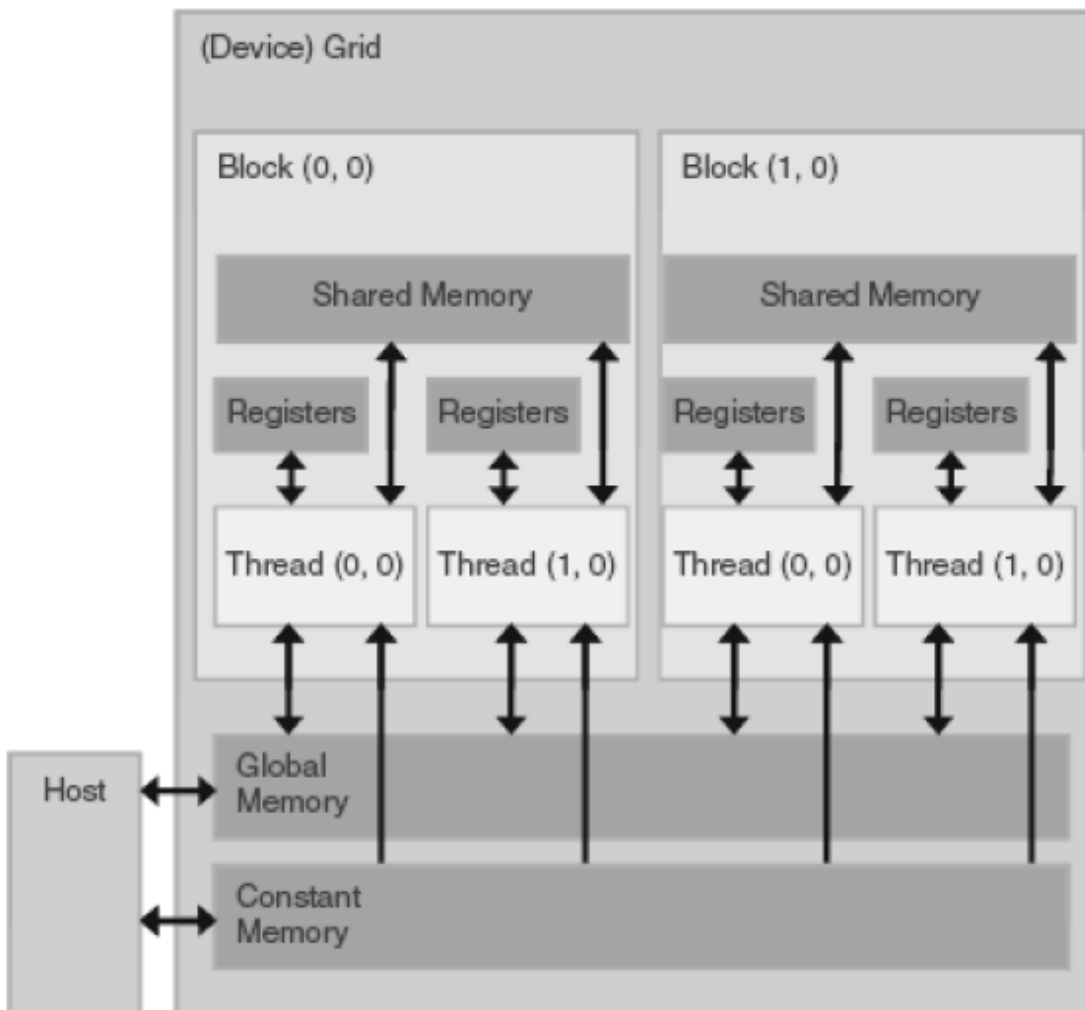 (Device) Grid
Block (0, 0)
Block (1, 0)
Shared Memory
Shared Memory
Registers
Registers
Registers
Registers
Thread (0, 0)
Thread (1, 0)
Thread (0, 0)
Thread (1, 0)
Host
Global
Memory
Constant
Memory